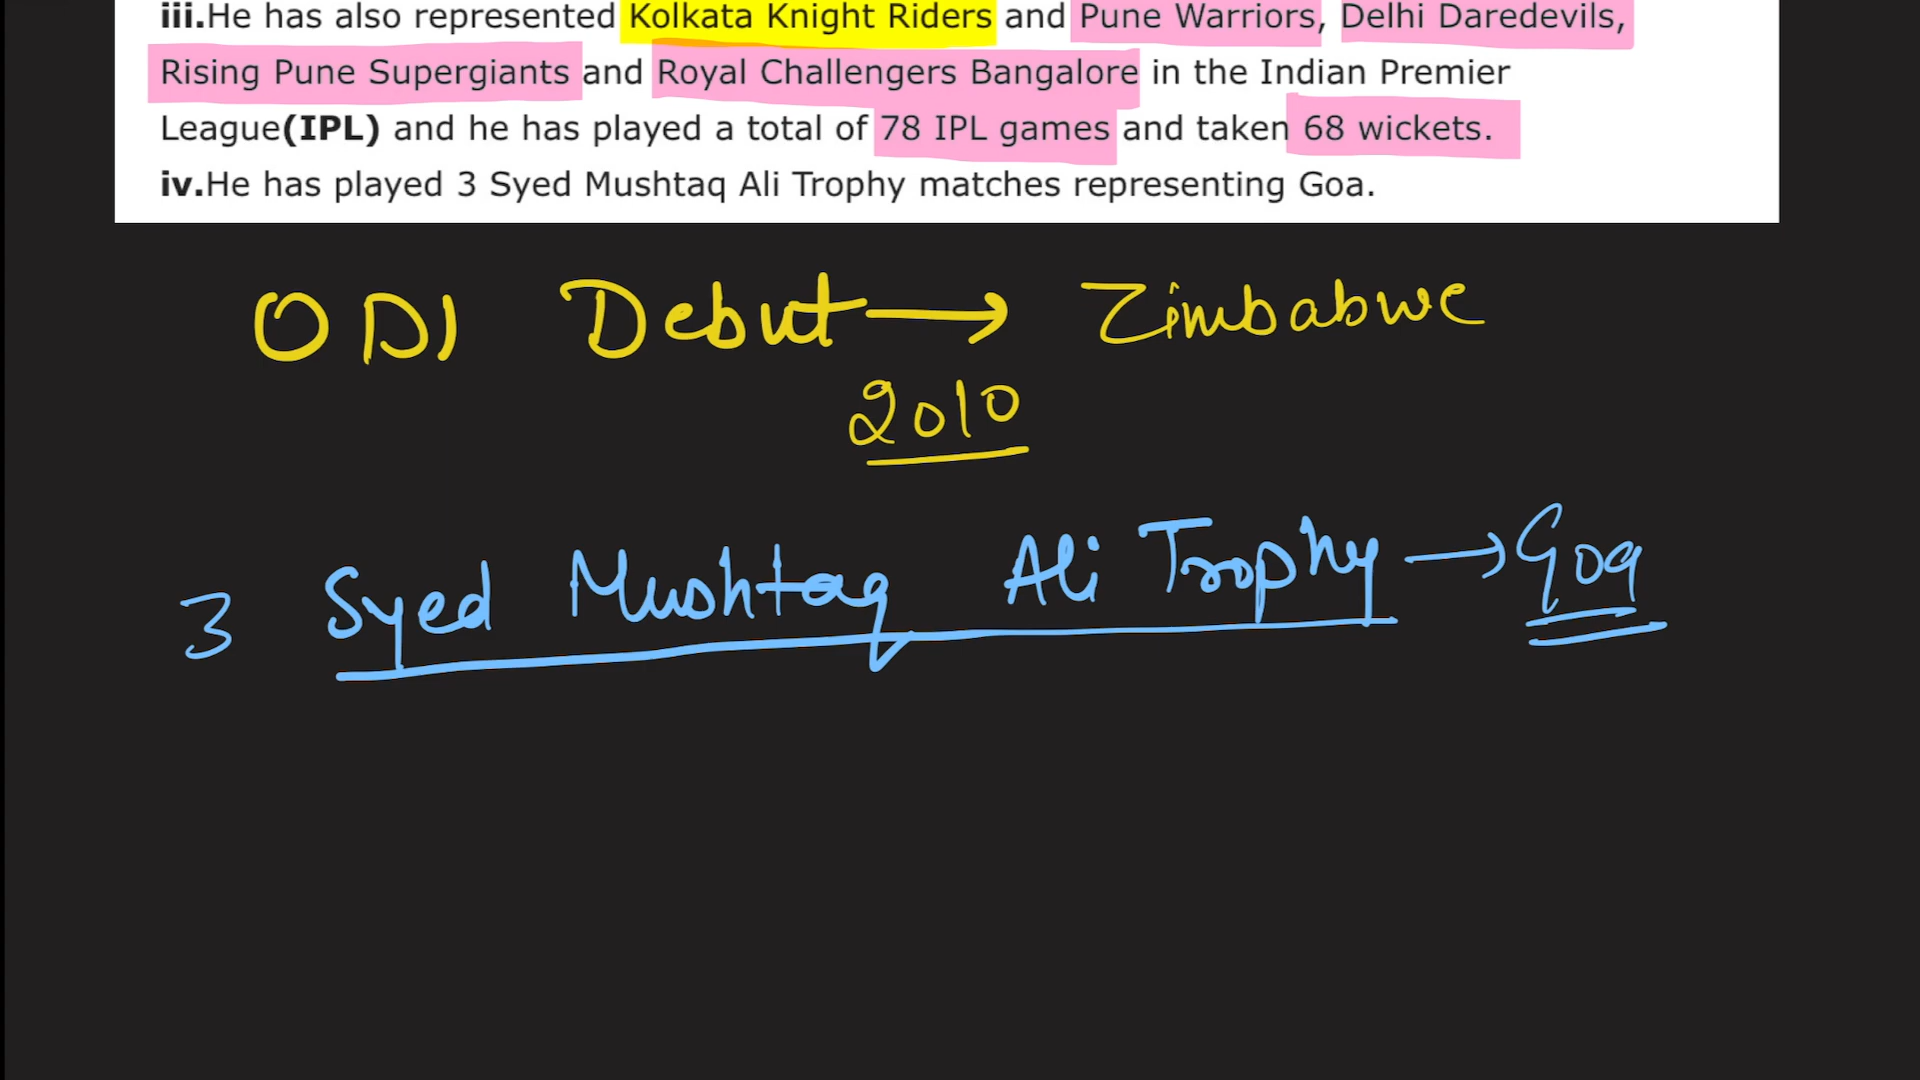 iii.He has also represented Kolkata Knight Riders and Pune Warriors, Delhi Daredevils,
Rising Pune Supergiants and Royal Challengers Bangalore in the Indian Premier
League(IPL) and he has played a total of 78 IPL games and taken 68 wickets.
iv.He has played 3 Syed Mushtaq Ali Trophy matches representing Goa.
ODI Debut → Zimbabwe
2010
3 Syed Mushtaq Ali Trophy → Goa